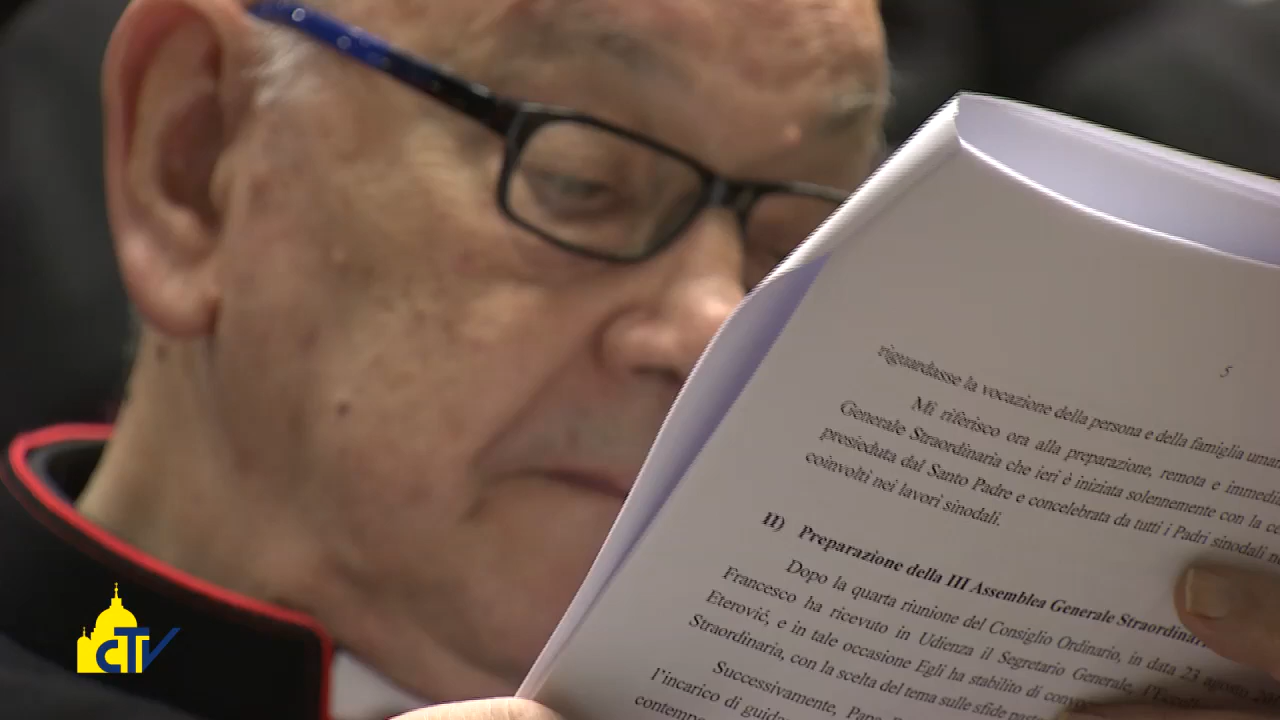 5
riguardasse la vocazione della persona e della famiglia
Mi riferisco ora alla preparazione, remota e
Generale Straordinaria che ieri è iniziata solennemente con la
presieduta dal Santo Padre e concelebrata da tutti i Padri sinodali
coinvolti nei lavori sinodali.
II) Preparazione della III Assemblea Generale
Dopo la quarta riunione del Consiglio Ordinario, in data 23
Francesco ha ricevuto in Udienza il Segretario Generale,
Eterović, e in tale occasione Egli ha stabilito di
Straordinaria, con la scelta del tema sulle sfide
Successivamente,
l'incarico di
CTV